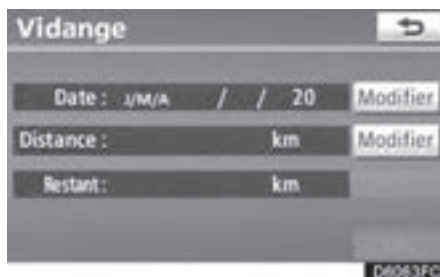 Vidange
Date : J/M/A / / 20 Modifier
Distance : km Modifier
Restant : km
D6063FC